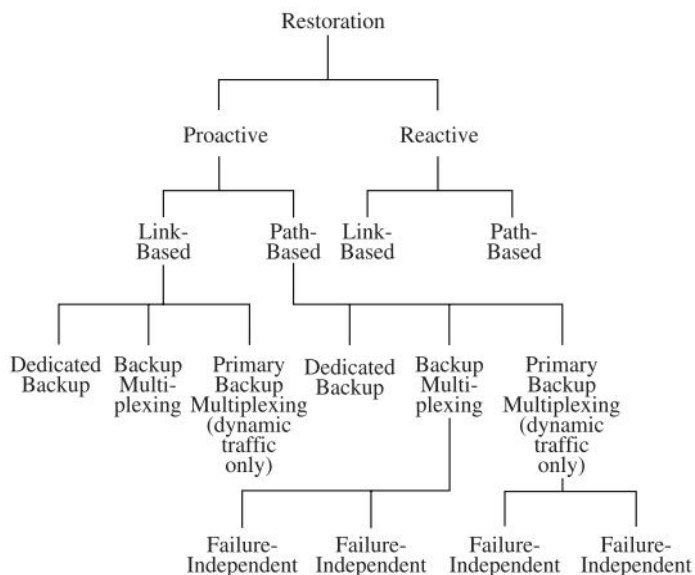 Restoration
Proactive
Reactive
Link-
Based
Path-
Based
Link-
Based
Path-
Based
Dedicated
Backup
Backup
Multi-
plexing
Primary
Backup
Multiplexing
(dynamic
traffic
only)
Dedicated
Backup
Backup
Multi-
plexing
Primary
Backup
Multiplexing
(dynamic
traffic
only)
Failure-
Independent
Failure-
Independent
Failure-
Independent
Failure-
Independent